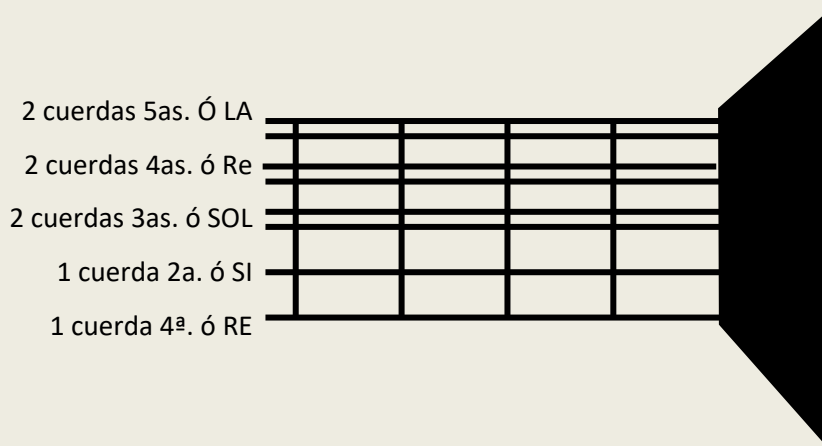 2 cuerdas 5as. Ó LA
2 cuerdas 4as. ó Re
2 cuerdas 3as. ó SOL
1 cuerda 2a. ó SI
1 cuerda 4ª. ó RE